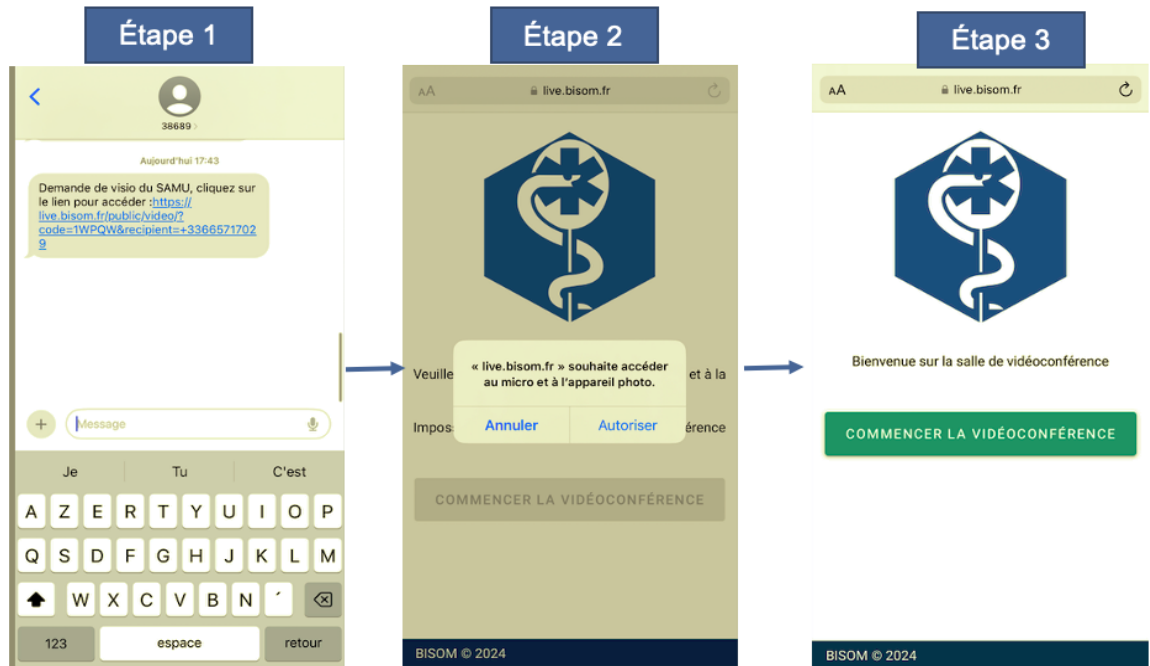 Étape 1
38689 >
Aujourd'hui 17:43
Demande de visio du SAMU, cliquez sur
le lien pour accéder :https://
live.bisom.fr/public/video/?
code=1WPQW&recipient=+3366571702
9
Message
Je
Tu
C'est
A Z E R T Y U I O P
Q S D F G H J K L M
W X C V B N ´
123
espace
retour
Étape 2
AA
live.bisom.fr
Veuille
et à la
« live.bisom.fr » souhaite accéder
au micro et à l'appareil photo.
Impos
érence
Annuler
Autoriser
COMMENCER LA VIDÉOCONFÉRENCE
BISOM © 2024
Étape 3
AA
live.bisom.fr
Bienvenue sur la salle de vidéoconférence
COMMENCER LA VIDÉOCONFÉRENCE
BISOM © 2024